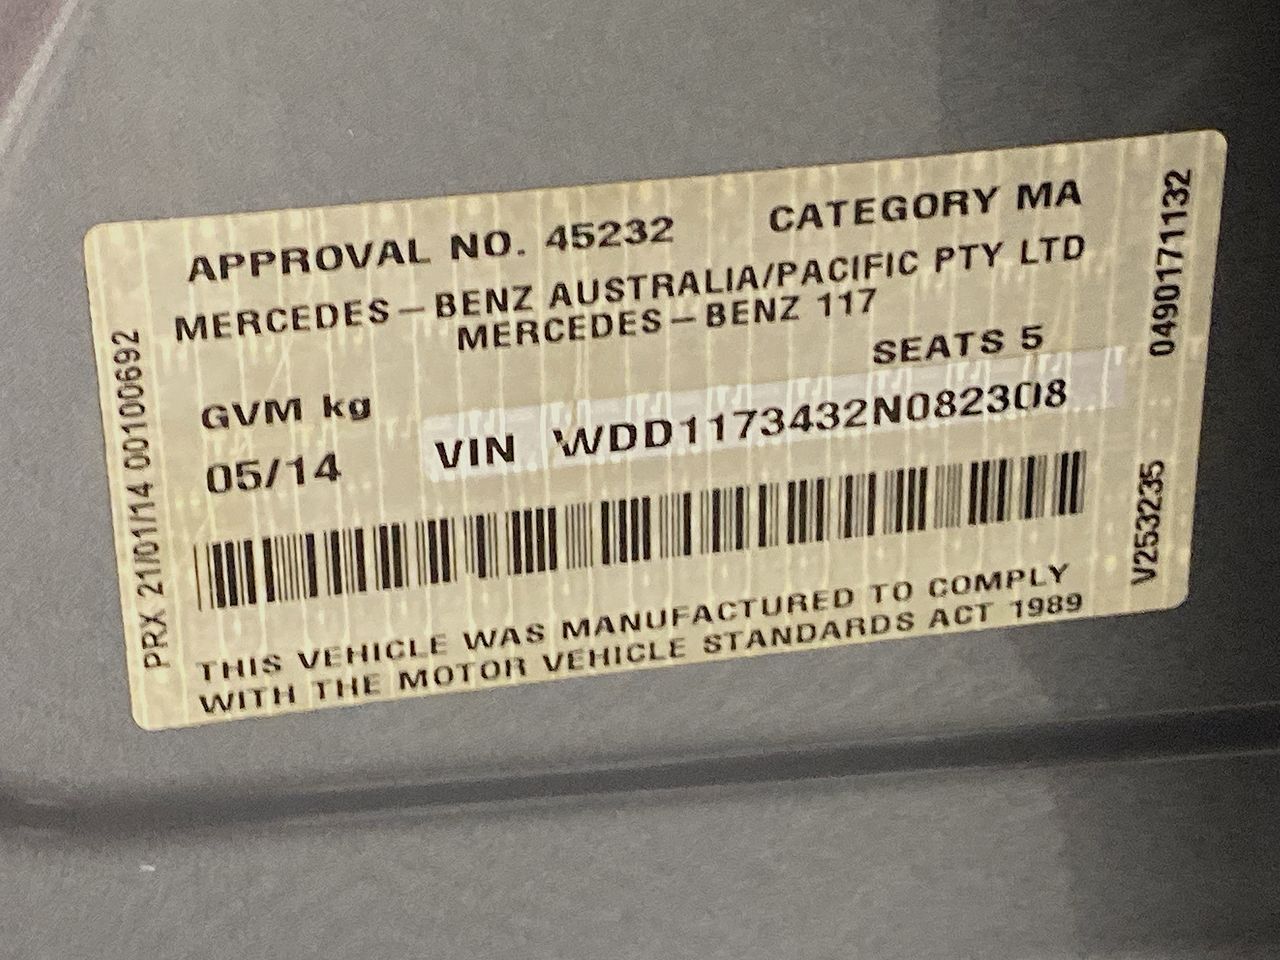 APPROVAL NO. 45232 CATEGORY MA
MERCEDES-BENZ AUSTRALIA/PACIFIC PTY LTD
MERCEDES-BENZ 117
SEATS 5
GVM kg
VIN WDD1173432N082308
05/14
THIS VEHICLE WAS MANUFACTURED TO COMPLY
WITH THE MOTOR VEHICLE STANDARDS ACT 1989
PRX 21/01/14 00100692
V253235 0490171132